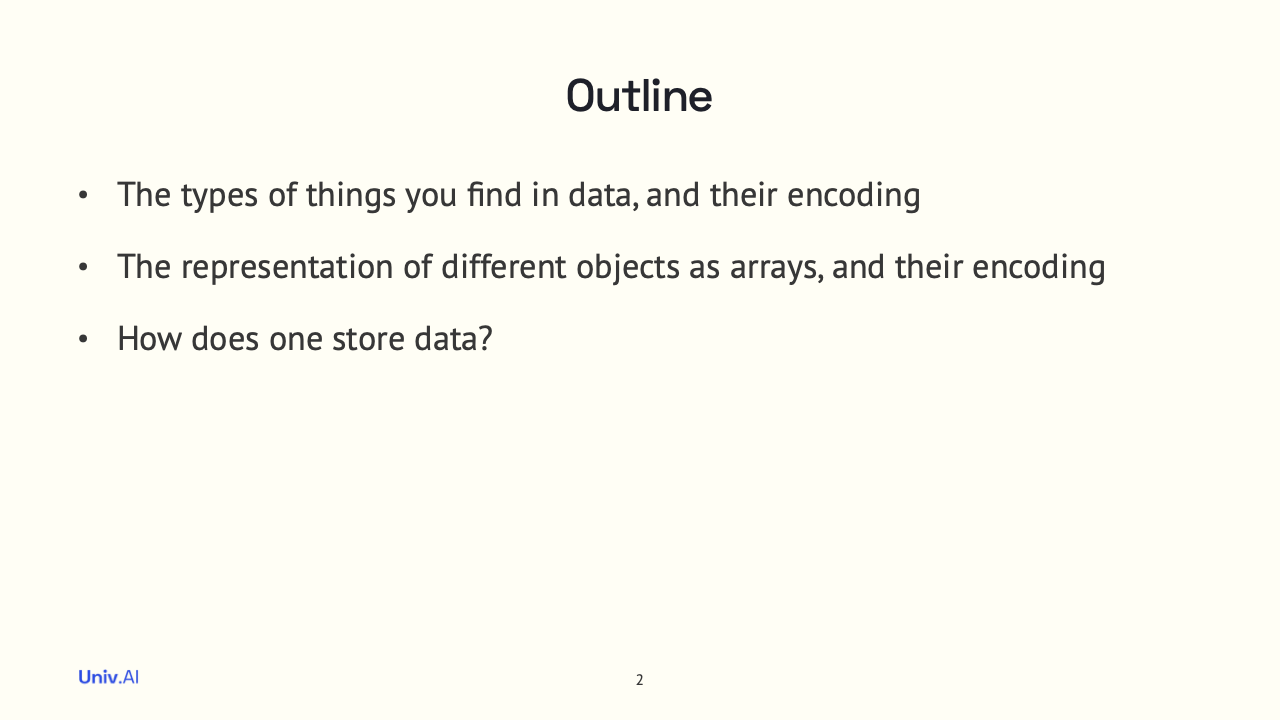 Outline
• The types of things you find in data, and their encoding
• The representation of different objects as arrays, and their encoding
• How does one store data?
Univ.AI
2